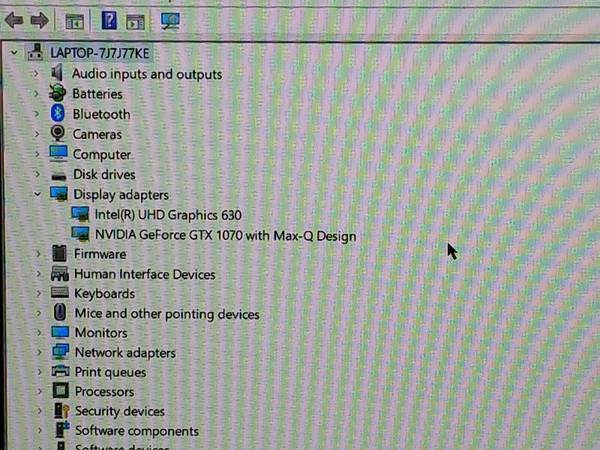 LAPTOP-7J7J77KE
Audio inputs and outputs
Batteries
Bluetooth
Cameras
Computer
Disk drives
Display adapters
Intel(R) UHD Graphics 630
NVIDIA GeForce GTX 1070 with Max-Q Design
Firmware
Human Interface Devices
Keyboards
Mice and other pointing devices
Monitors
Network adapters
Print queues
Processors
Security devices
Software components
Software devices